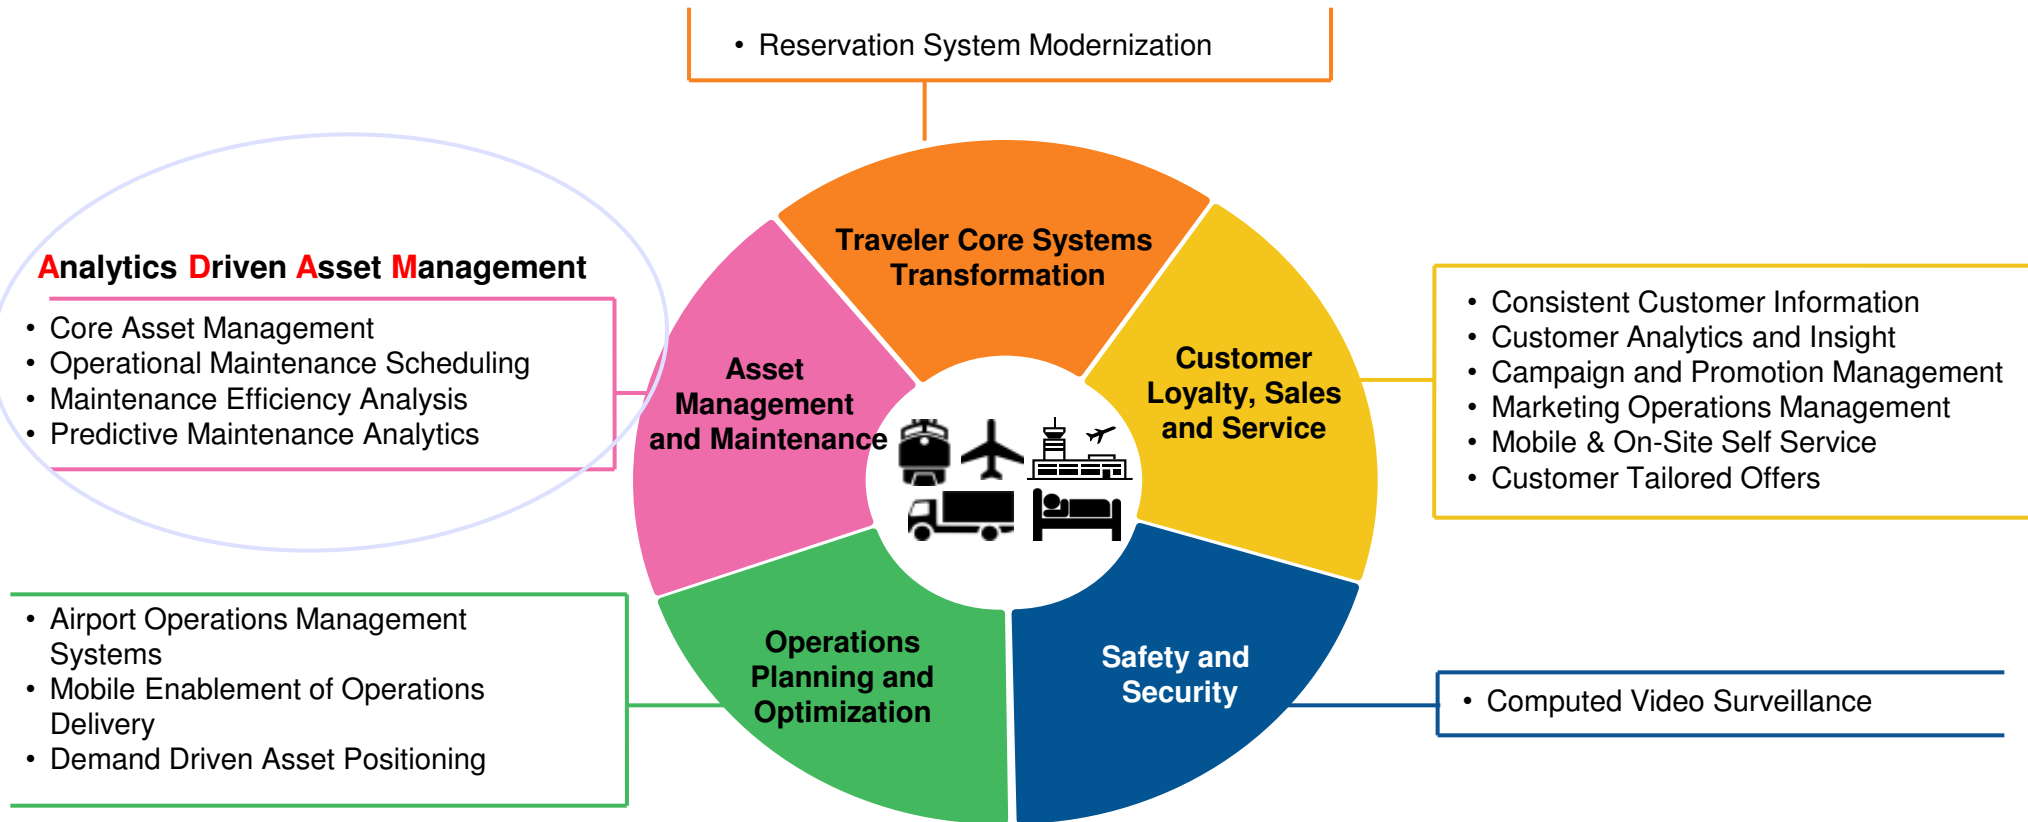 • Reservation System Modernization
Traveler Core Systems
Transformation
Analytics Driven Asset Management
• Core Asset Management
• Operational Maintenance Scheduling
• Maintenance Efficiency Analysis
• Predictive Maintenance Analytics
Asset
Management
and Maintenance
Customer
Loyalty, Sales
and Service
• Consistent Customer Information
• Customer Analytics and Insight
• Campaign and Promotion Management
• Marketing Operations Management
• Mobile & On-Site Self Service
• Customer Tailored Offers
• Airport Operations Management
Systems
• Mobile Enablement of Operations
Delivery
• Demand Driven Asset Positioning
Operations
Planning and
Optimization
Safety and
Security
• Computed Video Surveillance